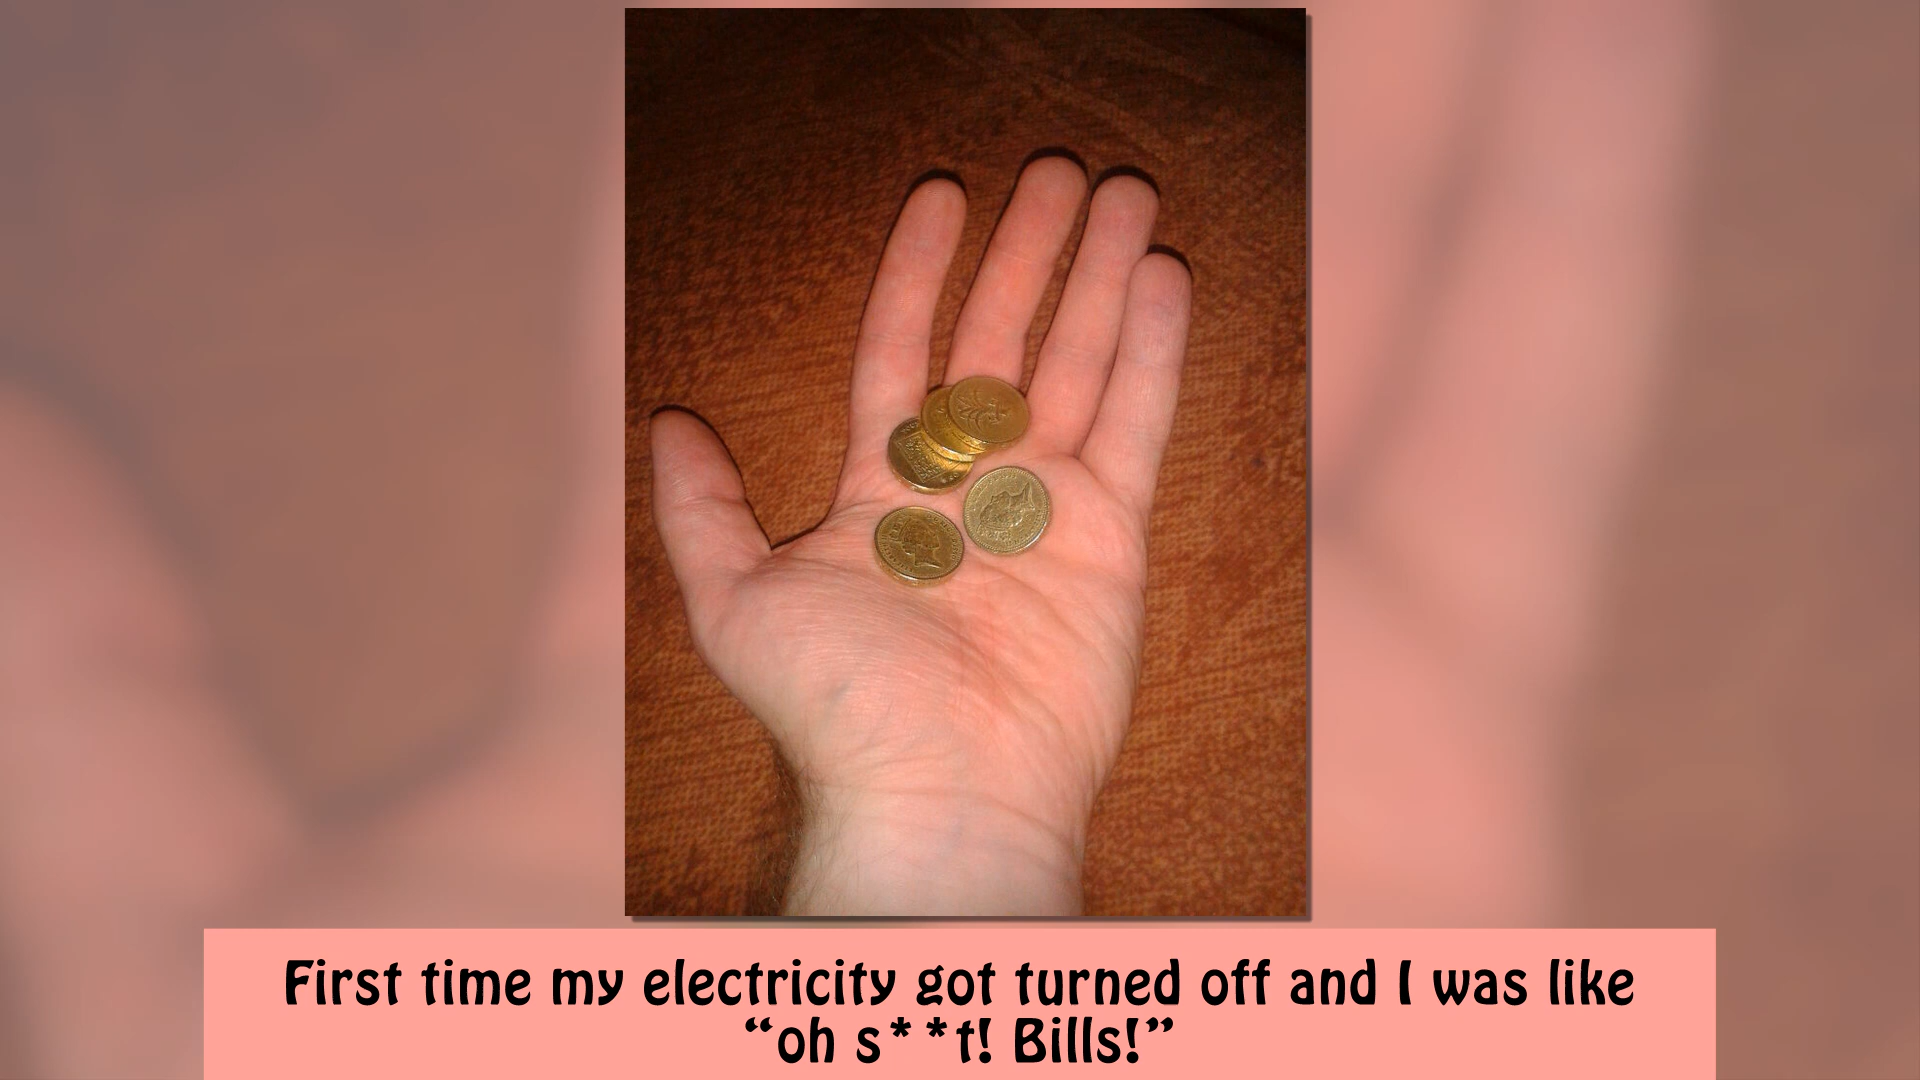 First time my electricity got turned off and I was like
“oh s**t! Bills!”